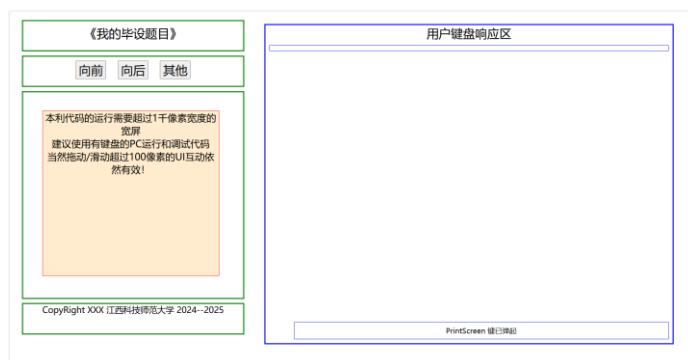 《我的毕设题目》
向前 向后 其他
本利代码的运行需要超过1千像素宽度的
宽屏
建议使用有键盘的PC运行和调试代码
当然拖动/滑动超过100像素的UI互动依
然有效!
CopyRight XXX 江西科技师范大学 2024--2025
用户键盘响应区
PrintScreen 键已弹起